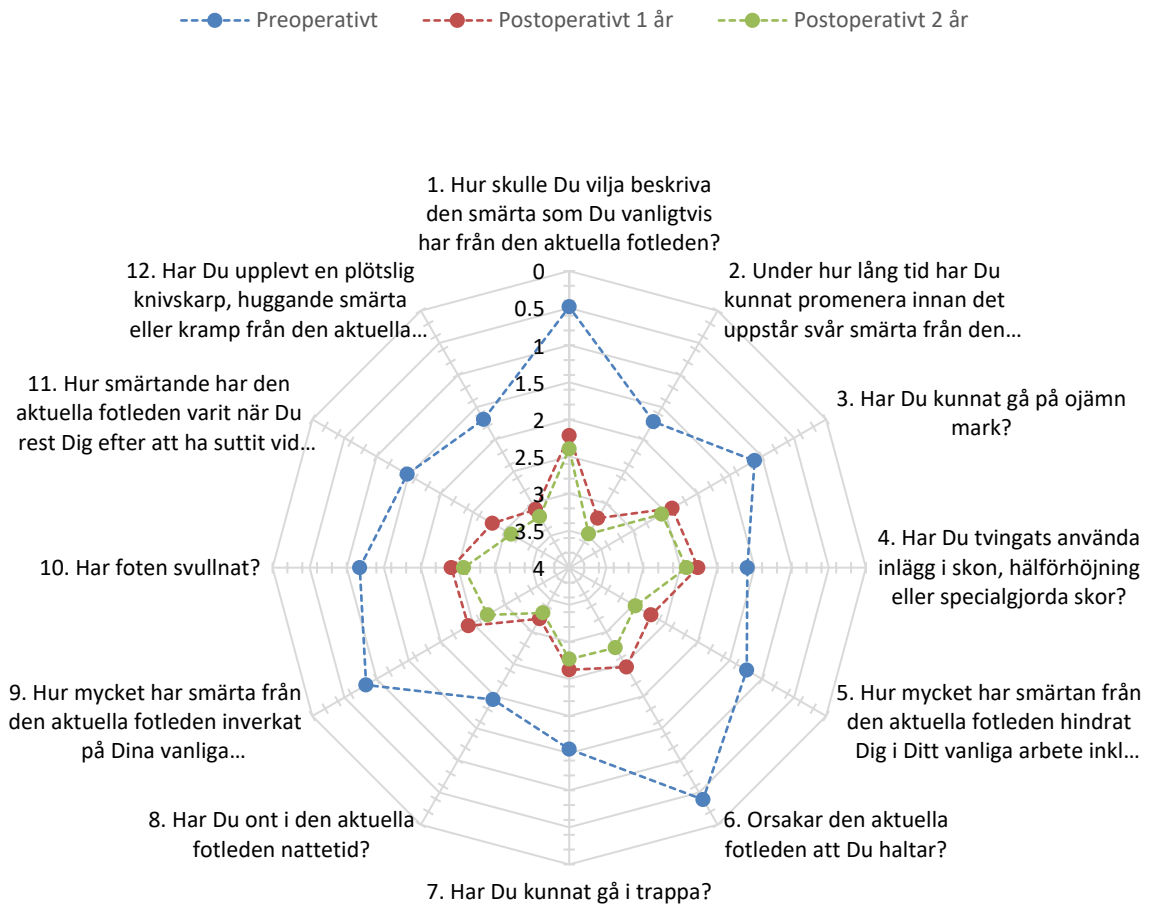 Preoperativt
Postoperativt 1 år
Postoperativt 2 år
1. Hur skulle Du vilja beskriva
den smärta som Du vanligtvis
har från den aktuella fotleden?
2. Under hur lång tid har Du
kunnat promenera innan det
uppstår svår smärta från den…
3. Har Du kunnat gå på ojämn
mark?
4. Har Du tvingats använda
inlägg i skon, hälförhöjning
eller specialgjorda skor?
5. Hur mycket har smärtan från
den aktuella fotleden hindrat
Dig i Ditt vanliga arbete inkl…
6. Orsakar den aktuella
fotleden att Du haltar?
7. Har Du kunnat gå i trappa?
8. Har Du ont i den aktuella
fotleden nattetid?
9. Hur mycket har smärta från
den aktuella fotleden inverkat
på Dina vanliga…
10. Har foten svullnat?
11. Hur smärtande har den
aktuella fotleden varit när Du
rest Dig efter att ha suttit vid…
12. Har Du upplevt en plötslig
knivskarp, huggande smärta
eller kramp från den aktuella…
0
0.5
1
1.5
2
2.5
3
3.5
4